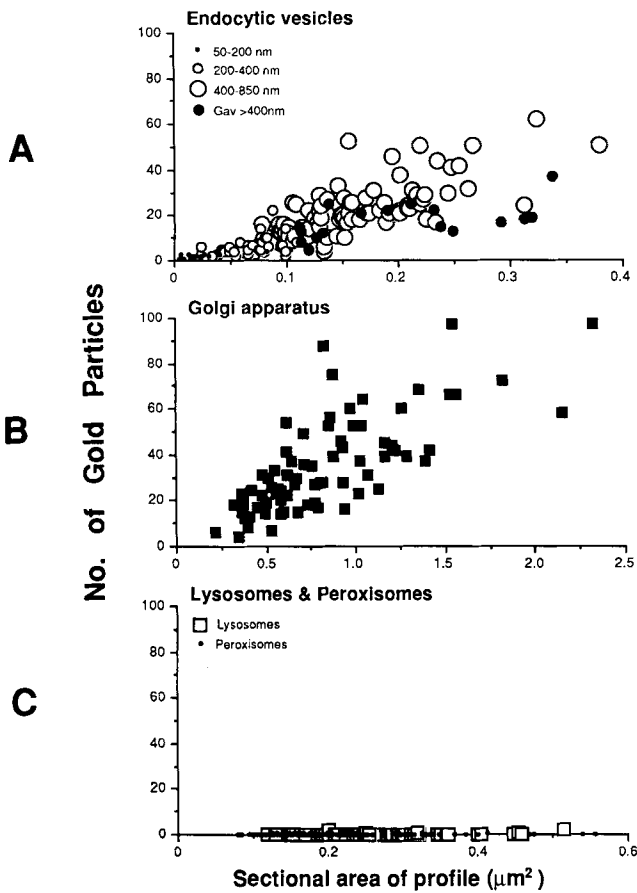 Endocytic vesicles
50-200 nm
200-400 nm
400-850 nm
Gav >400nm
A
100
80
60
40
20
0
0 0.1 0.2 0.3 0.4
Golgi apparatus
B
100
80
60
40
20
0
0 0.5 1.0 1.5 2.0 2.5
No. of Gold Particles
Lysosomes & Peroxisomes
Lysosomes
Peroxisomes
C
100
80
60
40
20
0
0 0.2 0.4 0.6
Sectional area of profile (μm²)